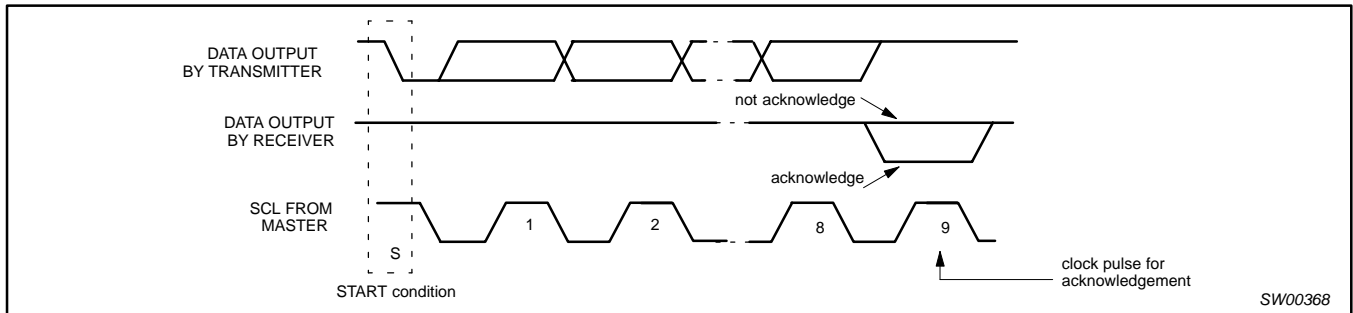 DATA OUTPUT
BY TRANSMITTER
not acknowledge
DATA OUTPUT
BY RECEIVER
acknowledge
SCL FROM
MASTER
1
2
8
9
S
clock pulse for
acknowledgement
START condition
SW00368